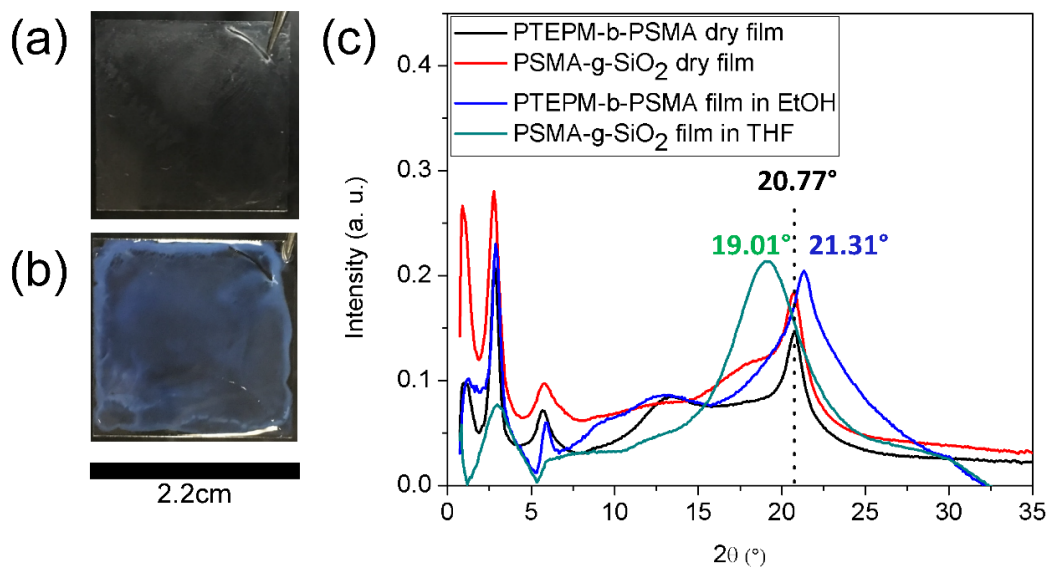 (a)
(b)
2.2cm
(c)
PTEPM-b-PSMA dry film
PSMA-g-SiO2 dry film
PTEPM-b-PSMA film in EtOH
PSMA-g-SiO2 film in THF
20.77°
19.01°
21.31°
Intensity (a. u.)
0.4
0.3
0.2
0.1
0.0
0
5
10
15
20
25
30
35
2θ (°)